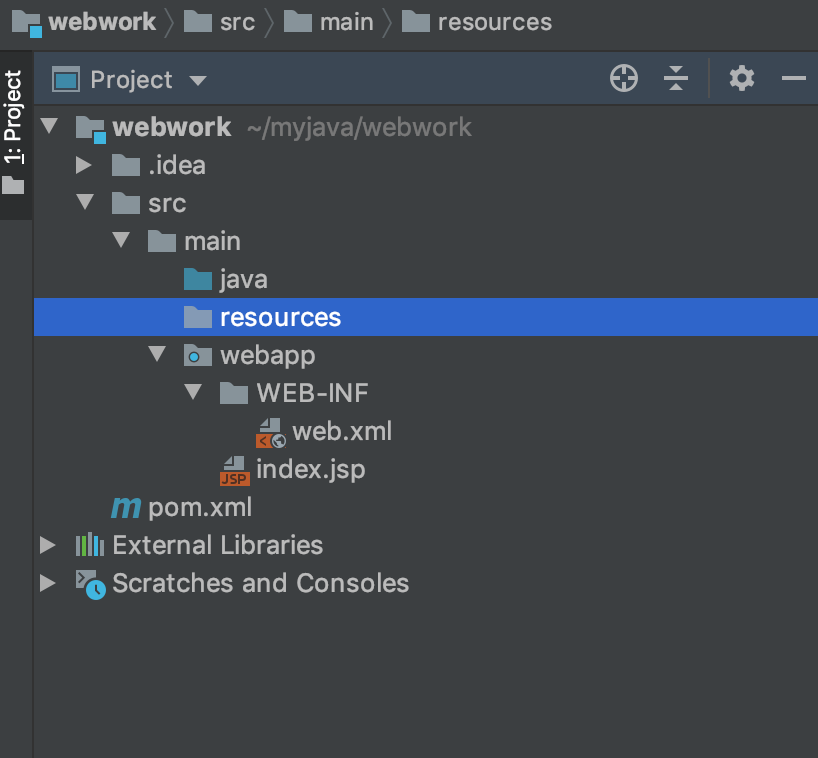 webwork src main resources
1: Project
Project
webwork ~/myjava/webwork
.idea
src
main
java
resources
webapp
WEB-INF
web.xml
JSP index.jsp
m pom.xml
External Libraries
Scratches and Consoles